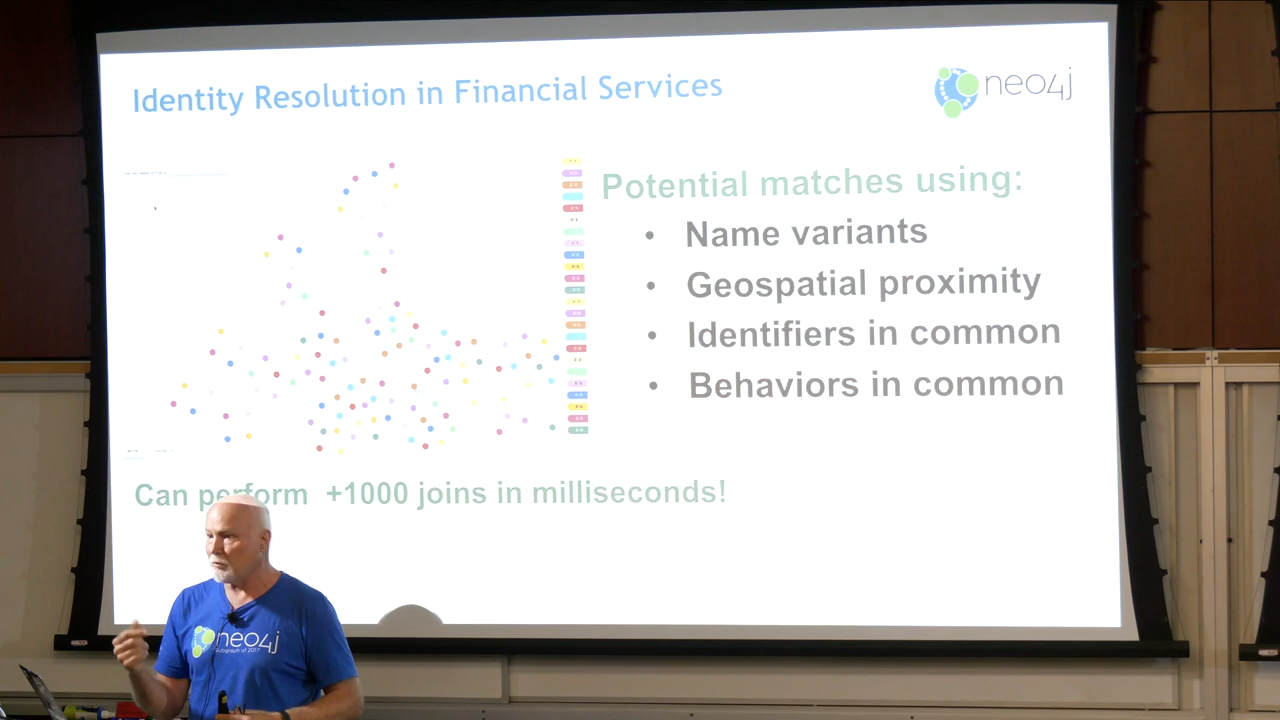 Identity Resolution in Financial Services
neo4j
Potential matches using:
• Name variants
• Geospatial proximity
• Identifiers in common
• Behaviors in common
Can perform +1000 joins in milliseconds!
neo4j